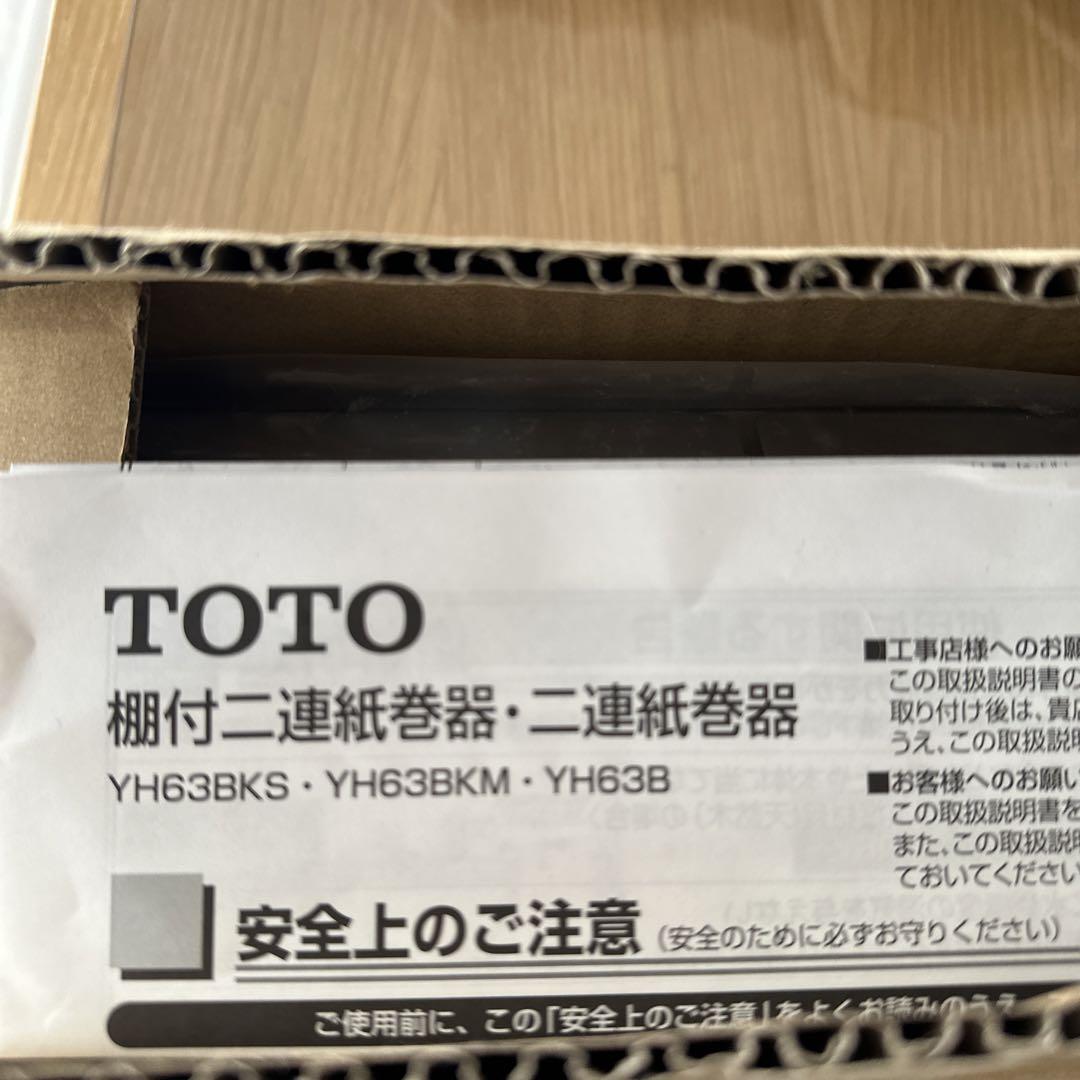 TOTO
棚付二連紙巻器・二連紙巻器
YH63BKS・YH63BKM・YH63B
■工事店様へのお願
この取扱説明書の
取り付け後は、貴店
うえ、この取扱説明
■お客様へのお願い
この取扱説明書を
また、この取扱説明
ておいてください
安全上のご注意 (安全のために必ずお守りください)
ご使用前に、この「安全上のご注意」をよくお読みのうえ